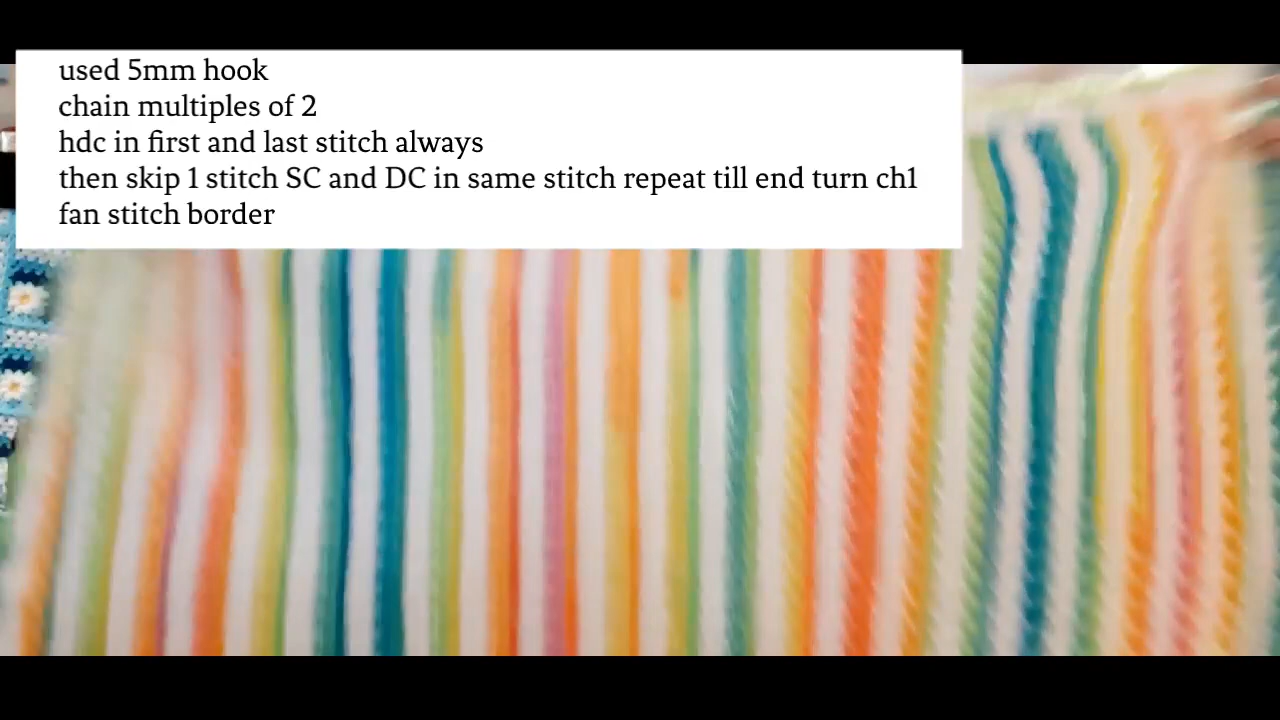 used 5mm hook
chain multiples of 2
hdc in first and last stitch always
then skip 1 stitch SC and DC in same stitch repeat till end turn ch1
fan stitch border